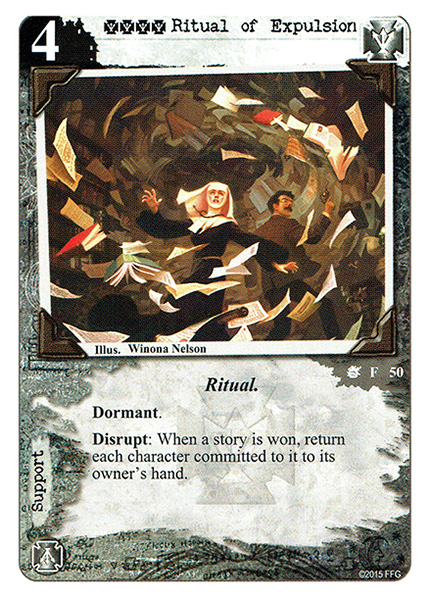 4
Ritual of Expulsion
Illus. Winona Nelson
F 50
Ritual.
Dormant.
Disrupt: When a story is won, return
each character committed to it to its
owner's hand.
Support
©2015 FFG